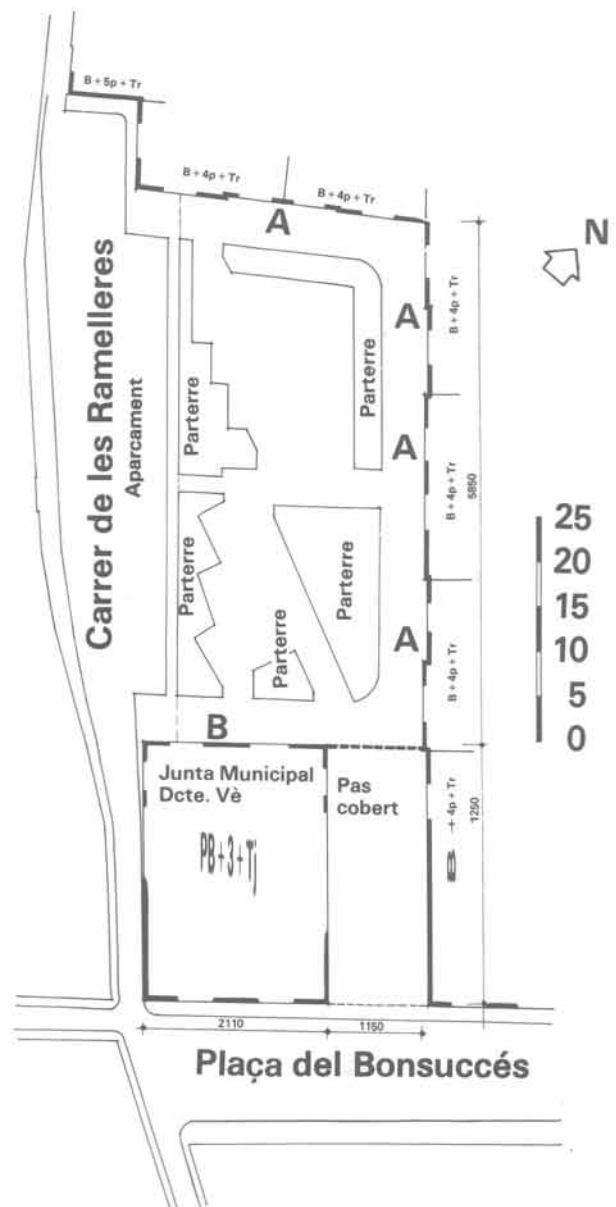 B + 5p + Tr
B + 4p + Tr
B + 4p + Tr
A
N
A
B + 4p + Tr
Carrer de les Ramelleres
Aparcament
Parterre
Parterre
A
B + 4p + Tr
5850
Parterre
Parterre
Parterre
A
B + 4p + Tr
25
20
15
10
5
0
B
Junta Municipal
Dcte. Vè
PB + 3 + Tj
Pas
cobert
B + 4p + Tr
1250
2110
1160
Plaça del Bonsuccés